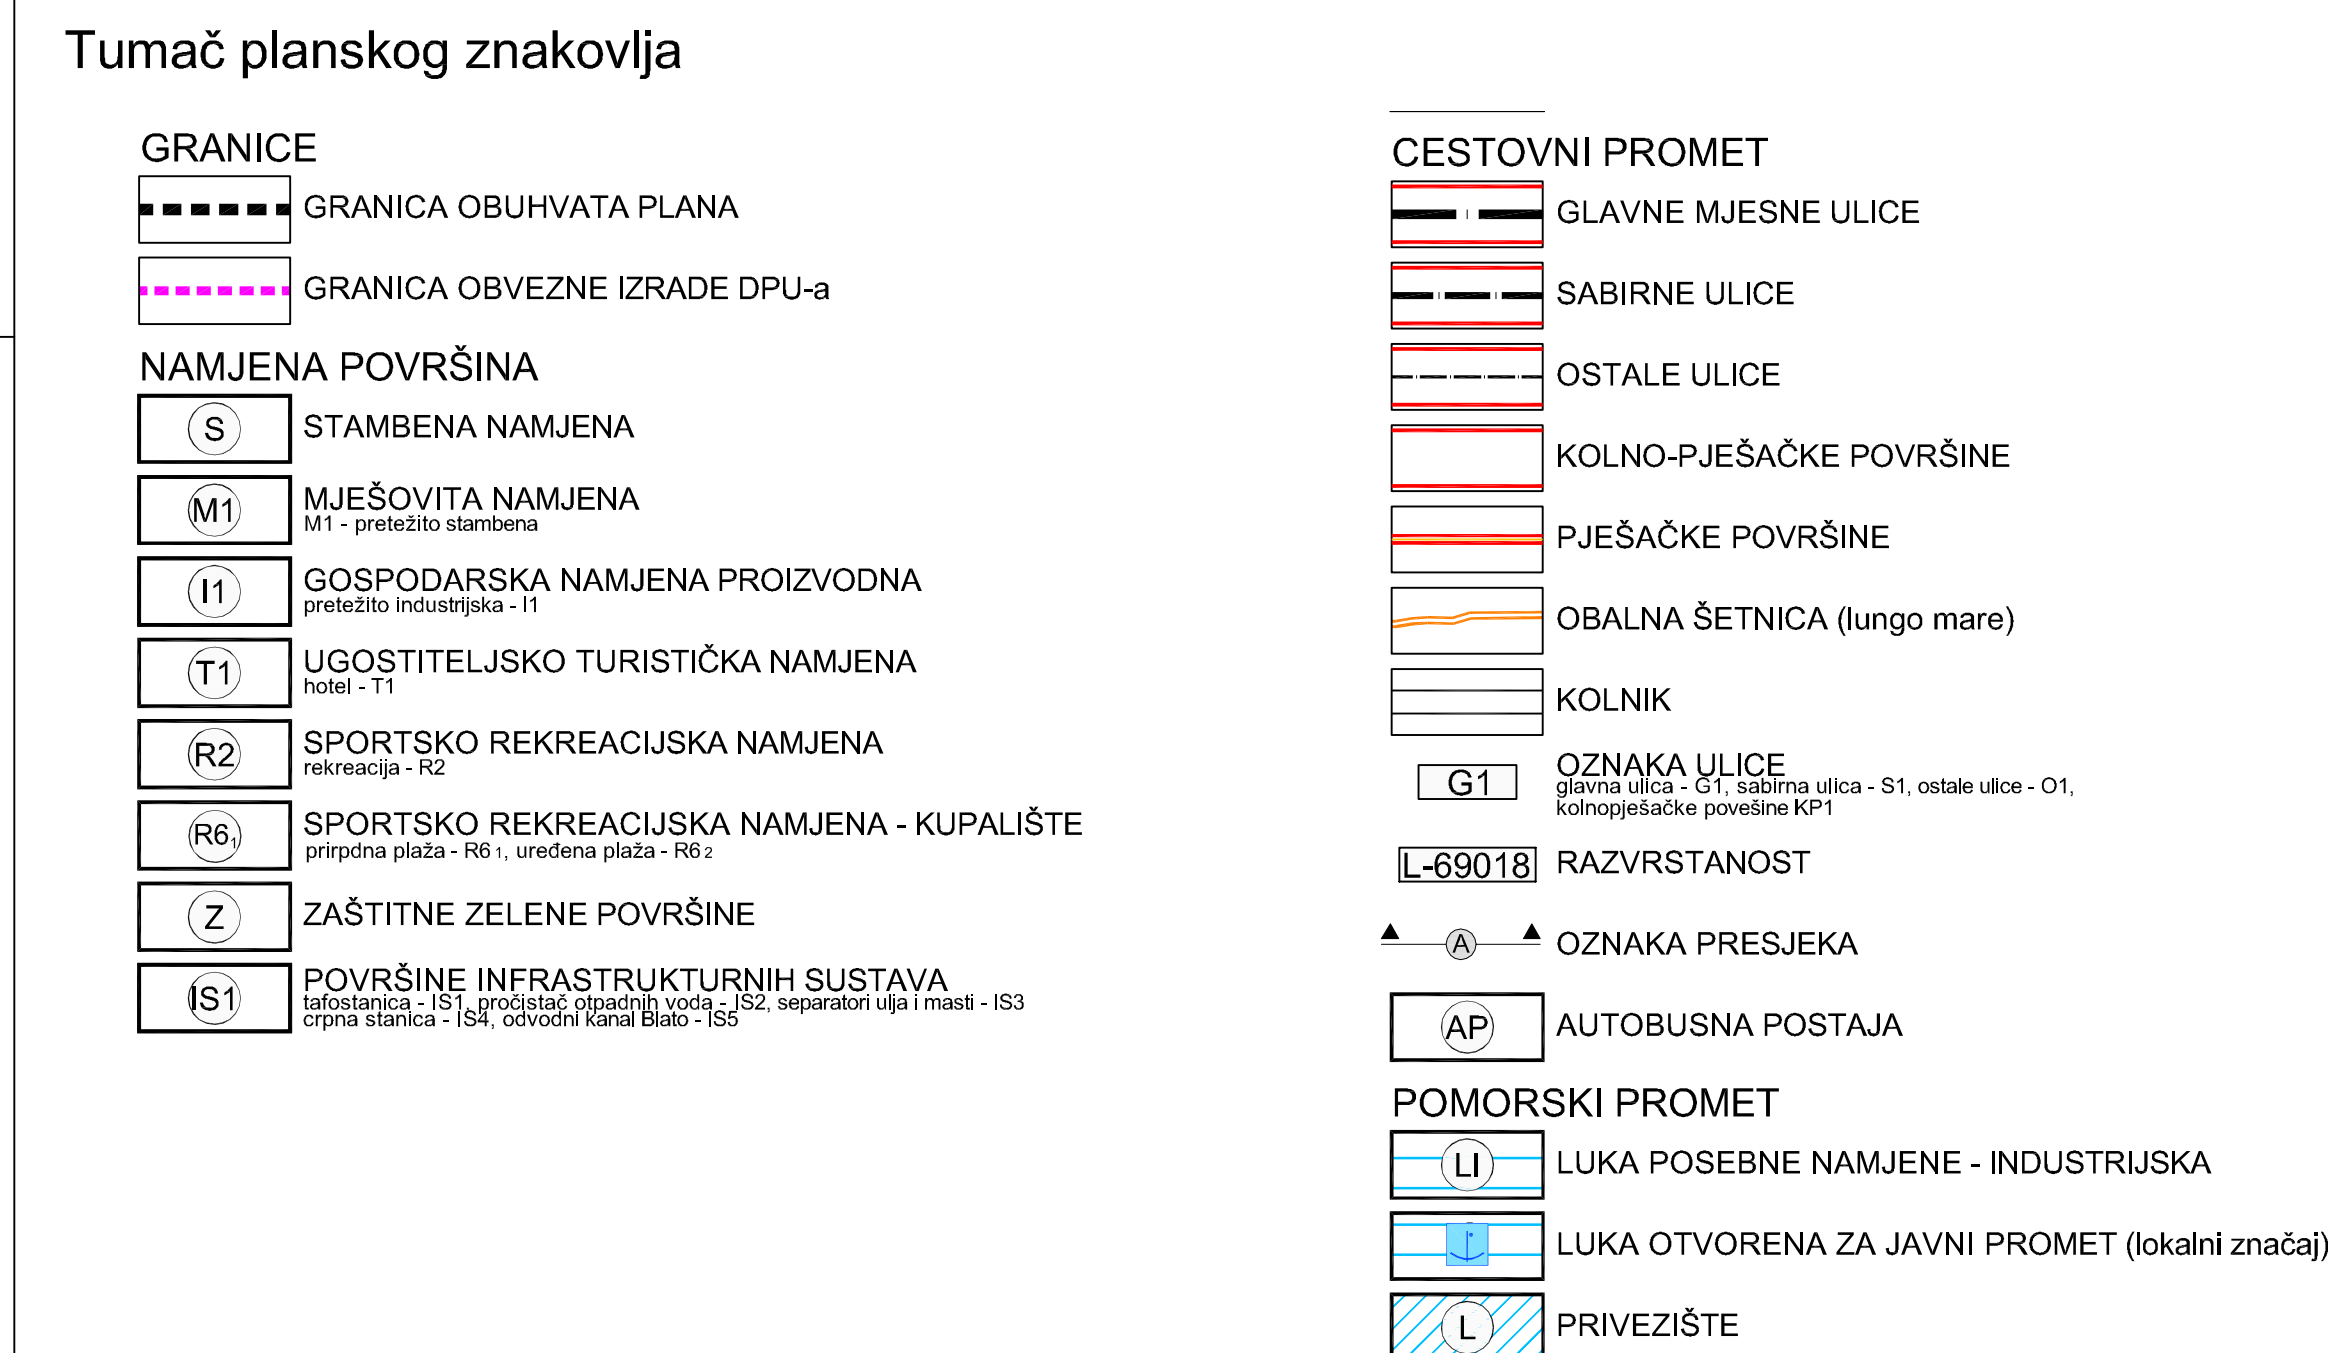 Tumač planskog znakovlja
GRANICE
GRANICA OBUHVATA PLANA
GRANICA OBVEZNE IZRADE DPU-a
NAMJENA POVRŠINA
S STAMBENA NAMJENA
M1 MJEŠOVITA NAMJENA
M1 - pretežito stambena
I1 GOSPODARSKA NAMJENA PROIZVODNA
pretežito industrijska - I1
T1 UGOSTITELJSKO TURISTIČKA NAMJENA
hotel - T1
R2 SPORTSKO REKREACIJSKA NAMJENA
rekreacija - R2
R6₁ SPORTSKO REKREACIJSKA NAMJENA - KUPALIŠTE
prirpdna plaža - R6₁, uređena plaža - R6₂
Z ZAŠTITNE ZELENE POVRŠINE
IS1 POVRŠINE INFRASTRUKTURNIH SUSTAVA
tafostanica - IS1, pročistač otpadnih voda - IS2, separatori ulja i masti - IS3
crpna stanica - IS4, odvodni kanal Blato - IS5
CESTOVNI PROMET
GLAVNE MJESNE ULICE
SABIRNE ULICE
OSTALE ULICE
KOLNO-PJEŠAČKE POVRŠINE
PJEŠAČKE POVRŠINE
OBALNA ŠETNICA (lungo mare)
KOLNIK
G1 OZNAKA ULICE
glavna ulica - G1, sabirna ulica - S1, ostale ulice - O1,
kolnopješačke povešine KP1
L-69018 RAZVRSTANOST
A OZNAKA PRESJEKA
AP AUTOBUSNA POSTAJA
POMORSKI PROMET
LI LUKA POSEBNE NAMJENE - INDUSTRIJSKA
LUKA OTVORENA ZA JAVNI PROMET (lokalni značaj)
L PRIVEZIŠTE